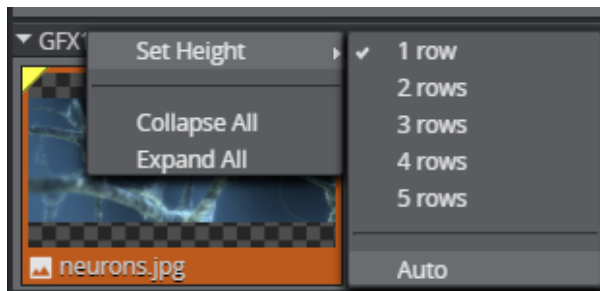 GFX1
Set Height
1 row
2 rows
3 rows
4 rows
5 rows
Auto
Collapse All
Expand All
neurons.jpg